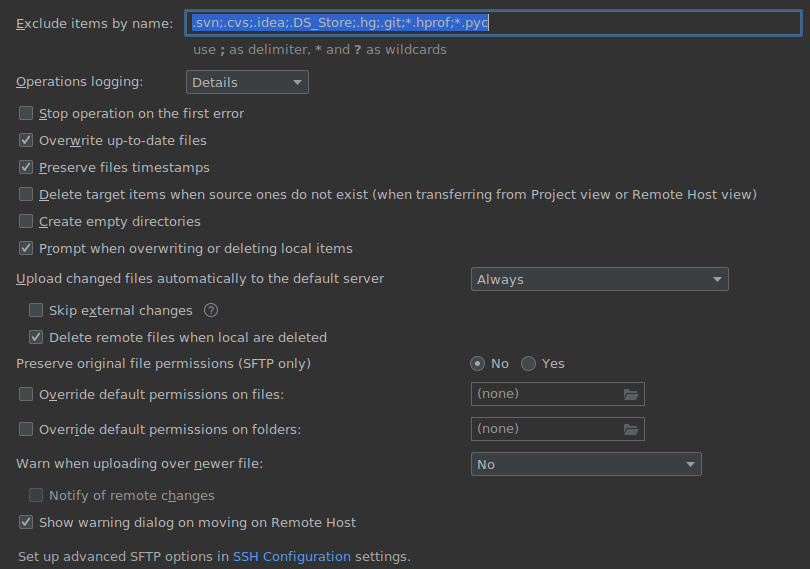 Exclude items by name: .svn;.cvs;.idea;.DS_Store;.hg;.git;*.hprof;*.pyc
use ; as delimiter, * and ? as wildcards
Operations logging: Details
Stop operation on the first error
Overwrite up-to-date files
Preserve files timestamps
Delete target items when source ones do not exist (when transferring from Project view or Remote Host view)
Create empty directories
Prompt when overwriting or deleting local items
Upload changed files automatically to the default server Always
Skip external changes ?
Delete remote files when local are deleted
Preserve original file permissions (SFTP only) No Yes
Override default permissions on files: (none)
Override default permissions on folders: (none)
Warn when uploading over newer file: No
Notify of remote changes
Show warning dialog on moving on Remote Host
Set up advanced SFTP options in SSH Configuration settings.